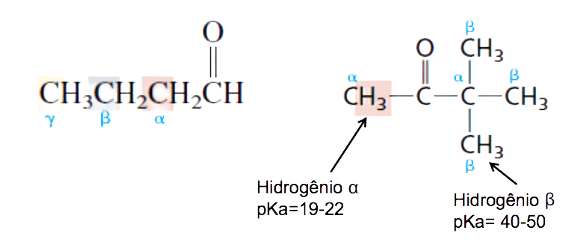 O
CH₃CH₂CH₂CH
γ β α
β
O CH₃
α α β
CH₃—C—C—CH₃
CH₃
β
Hidrogênio α
pKa=19-22
Hidrogênio β
pKa= 40-50